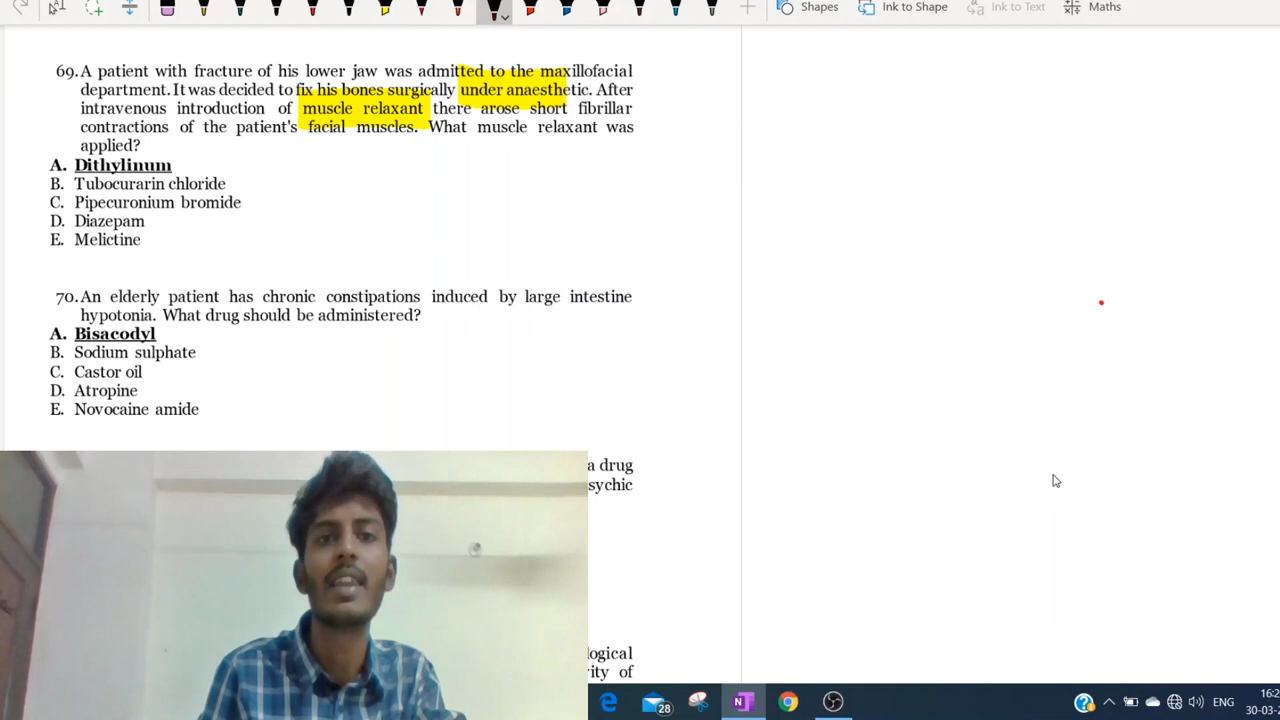 Shapes Ink to Shape Ink to Text Maths
69. A patient with fracture of his lower jaw was admitted to the maxillofacial
department. It was decided to fix his bones surgically under anaesthetic. After
intravenous introduction of muscle relaxant there arose short fibrillar
contractions of the patient's facial muscles. What muscle relaxant was
applied?
A. Dithylinum
B. Tubocurarin chloride
C. Pipecuronium bromide
D. Diazepam
E. Melictine
70. An elderly patient has chronic constipations induced by large intestine
hypotonia. What drug should be administered?
A. Bisacodyl
B. Sodium sulphate
C. Castor oil
D. Atropine
E. Novocaine amide
a drug
sychic
logical
ity of
28 ENG 16:2
30-03-